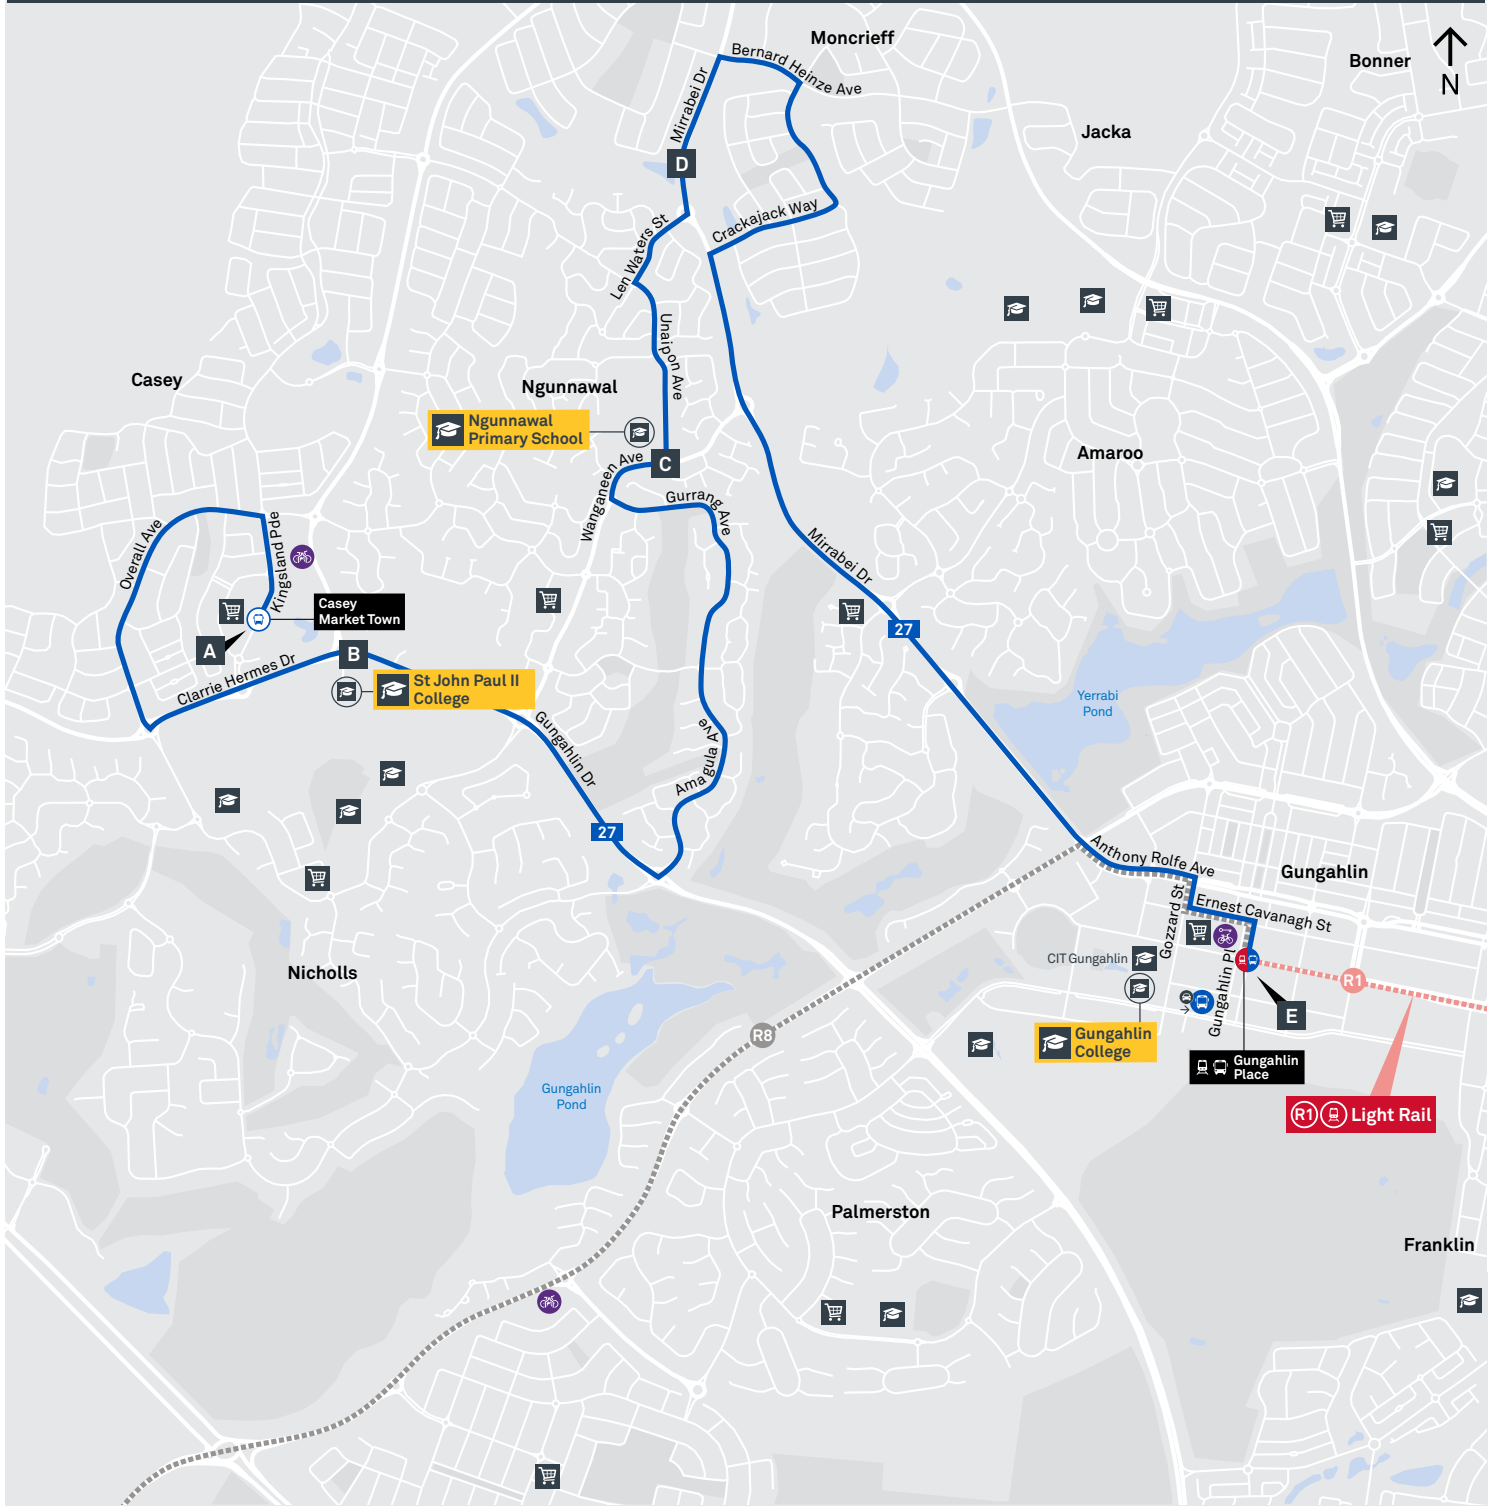 Moncrieff
Bonner
N
Bernard Heinze Ave
Mirrabei Dr
Jacka
D
Crackajack Way
Len Waters St
Unaipon Ave
Casey
Ngunnawal
Ngunnawal
Primary School
Amaroo
C
Wanganeen Ave
Gurrang Ave
Overall Ave
Kingsland Pde
Mirrabei Dr
Casey
Market Town
27
A
B
Clarrie Hermes Dr
St John Paul II
College
Yerrabi
Pond
Gungahlin Dr
Amagula Ave
27
Anthony Rolfe Ave
Gungahlin
Gozzard St
Ernest Cavanagh St
CIT Gungahlin
Nicholls
Gungahlin Pl
R1
E
R8
Gungahlin
College
Gungahlin
Place
Gungahlin
Pond
R1 Light Rail
Palmerston
Franklin